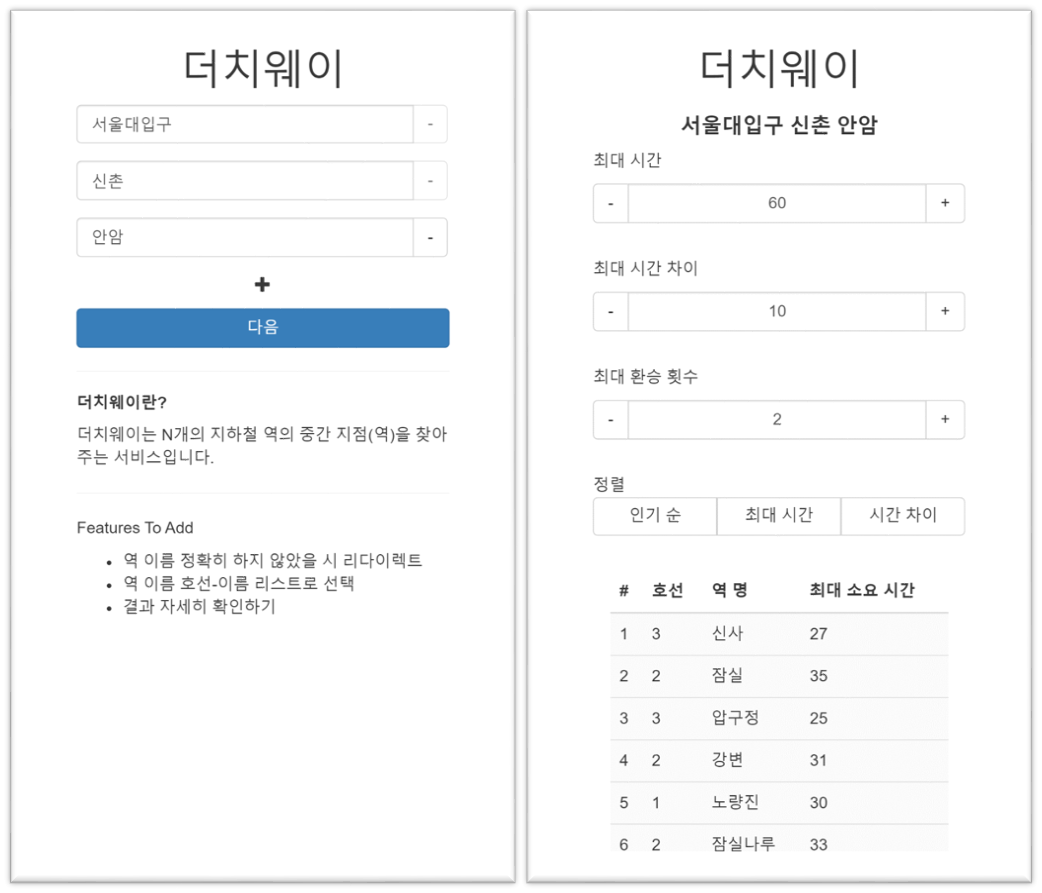 더치웨이
서울대입구 -
신촌 -
안암 -
+
다음
더치웨이란?
더치웨이는 N개의 지하철 역의 중간 지점(역)을 찾아
주는 서비스입니다.
Features To Add
• 역 이름 정확히 하지 않았을 시 리다이렉트
• 역 이름 호선-이름 리스트로 선택
• 결과 자세히 확인하기
더치웨이
서울대입구 신촌 안암
최대 시간
- 60 +
최대 시간 차이
- 10 +
최대 환승 횟수
- 2 +
정렬
인기 순 최대 시간 시간 차이
# 호선 역 명 최대 소요 시간
1 3 신사 27
2 2 잠실 35
3 3 압구정 25
4 2 강변 31
5 1 노량진 30
6 2 잠실나루 33